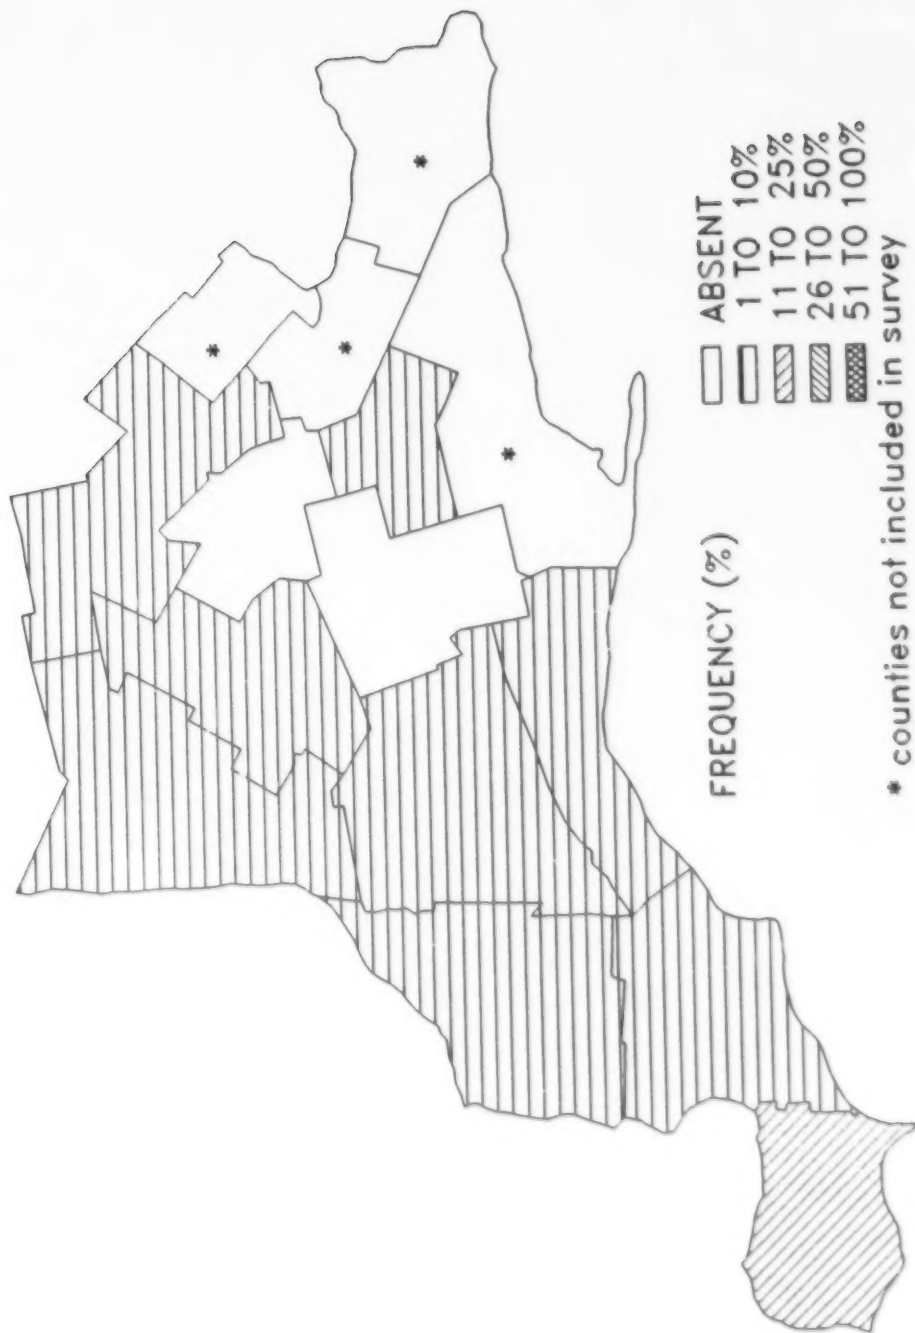 FREQUENCY (%)
ABSENT
1 TO 10%
11 TO 25%
26 TO 50%
51 TO 100%
* counties not included in survey
*
*
*
*